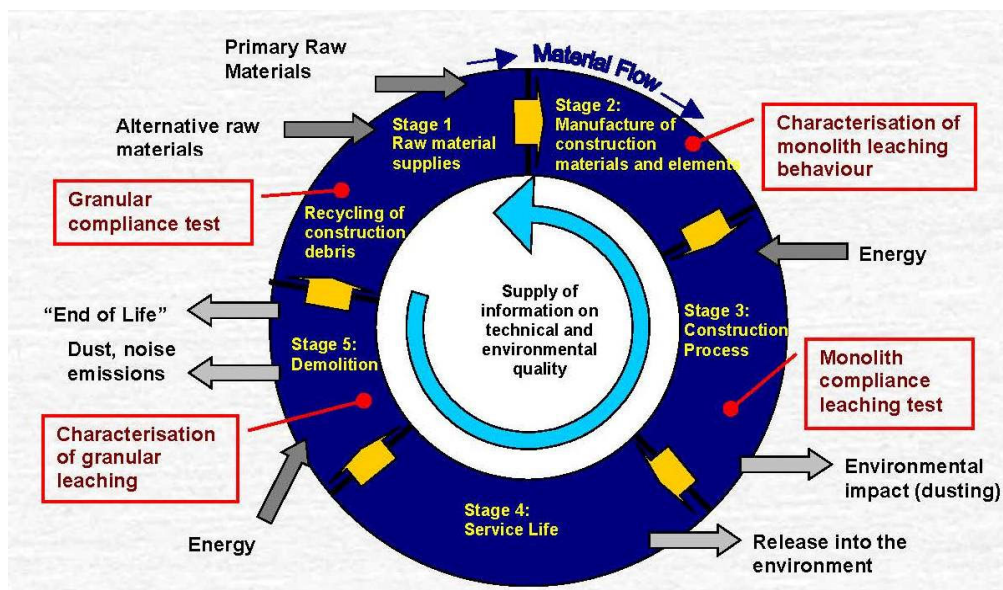 Primary Raw
Materials
Material Flow
Alternative raw
materials
Stage 1
Raw material
supplies
Stage 2:
Manufacture of
construction
materials and elements
Characterisation of
monolith leaching
behaviour
Granular
compliance test
Recycling of
construction
debris
Energy
Supply of
information on
technical and
environmental
quality
Stage 3:
Construction
Process
“End of Life”
Dust, noise
emissions
Stage 5:
Demolition
Monolith
compliance
leaching test
Characterisation
of granular
leaching
Environmental
impact (dusting)
Stage 4:
Service Life
Energy
Release into the
environment